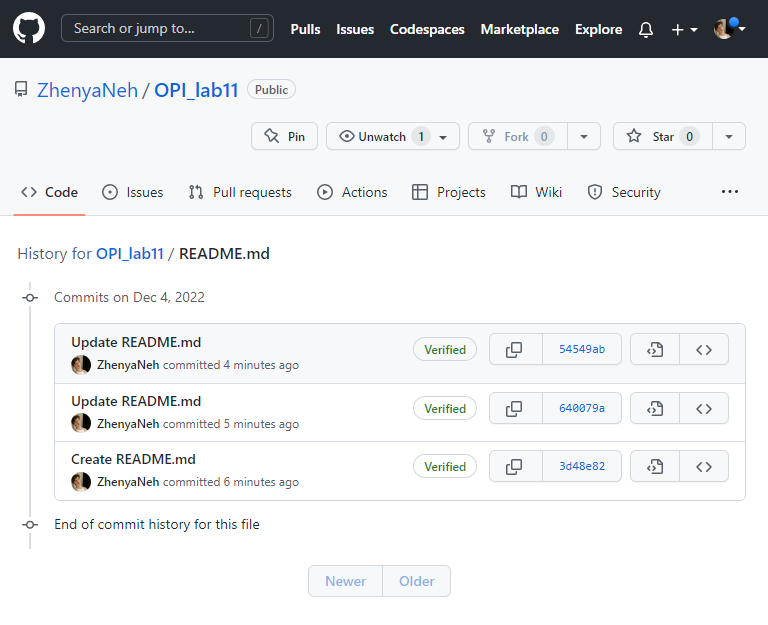 Search or jump to... /
Pulls Issues Codespaces Marketplace Explore
ZhenyaNeh / OPI_lab11 Public
Pin Unwatch 1 Fork 0 Star 0
Code Issues Pull requests Actions Projects Wiki Security
History for OPI_lab11 / README.md
Commits on Dec 4, 2022
Update README.md
ZhenyaNeh committed 4 minutes ago
Verified 54549ab
Update README.md
ZhenyaNeh committed 5 minutes ago
Verified 640079a
Create README.md
ZhenyaNeh committed 6 minutes ago
Verified 3d48e82
End of commit history for this file
Newer Older